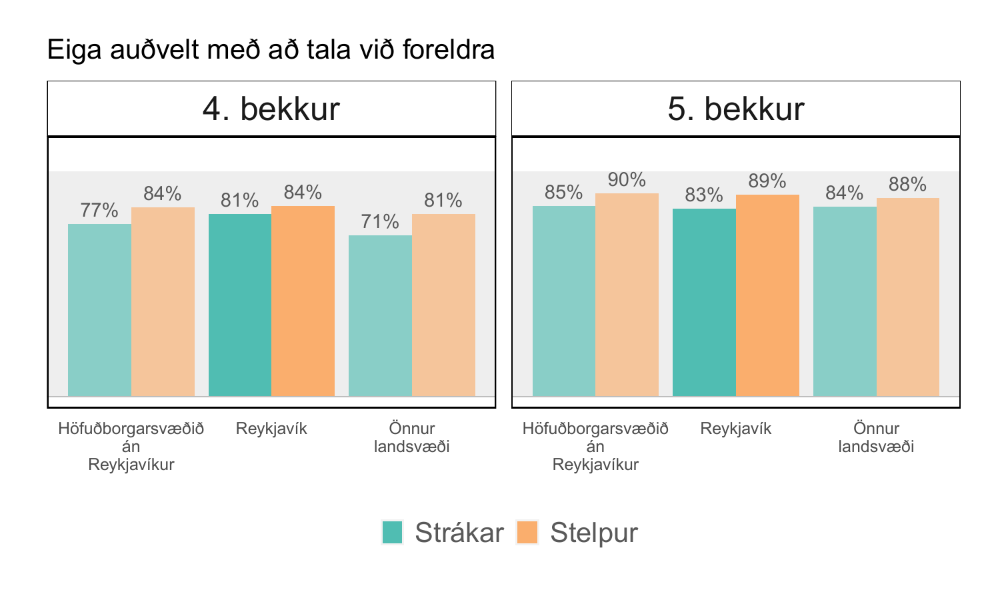 Eiga auðvelt með að tala við foreldra
4. bekkur
77%
84%
81%
84%
71%
81%
Höfuðborgarsvæðið
án
Reykjavíkur
Reykjavík
Önnur
landsvæði
5. bekkur
85%
90%
83%
89%
84%
88%
Höfuðborgarsvæðið
án
Reykjavíkur
Reykjavík
Önnur
landsvæði
Strákar
Stelpur